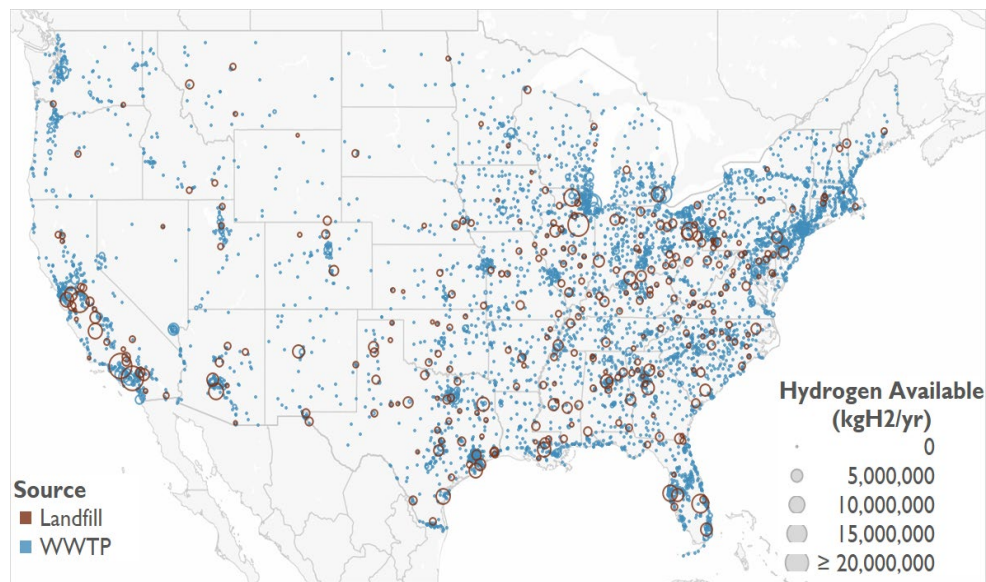 Hydrogen Available
(kgH2/yr)
0
5,000,000
10,000,000
15,000,000
≥ 20,000,000
Source
Landfill
WWTP